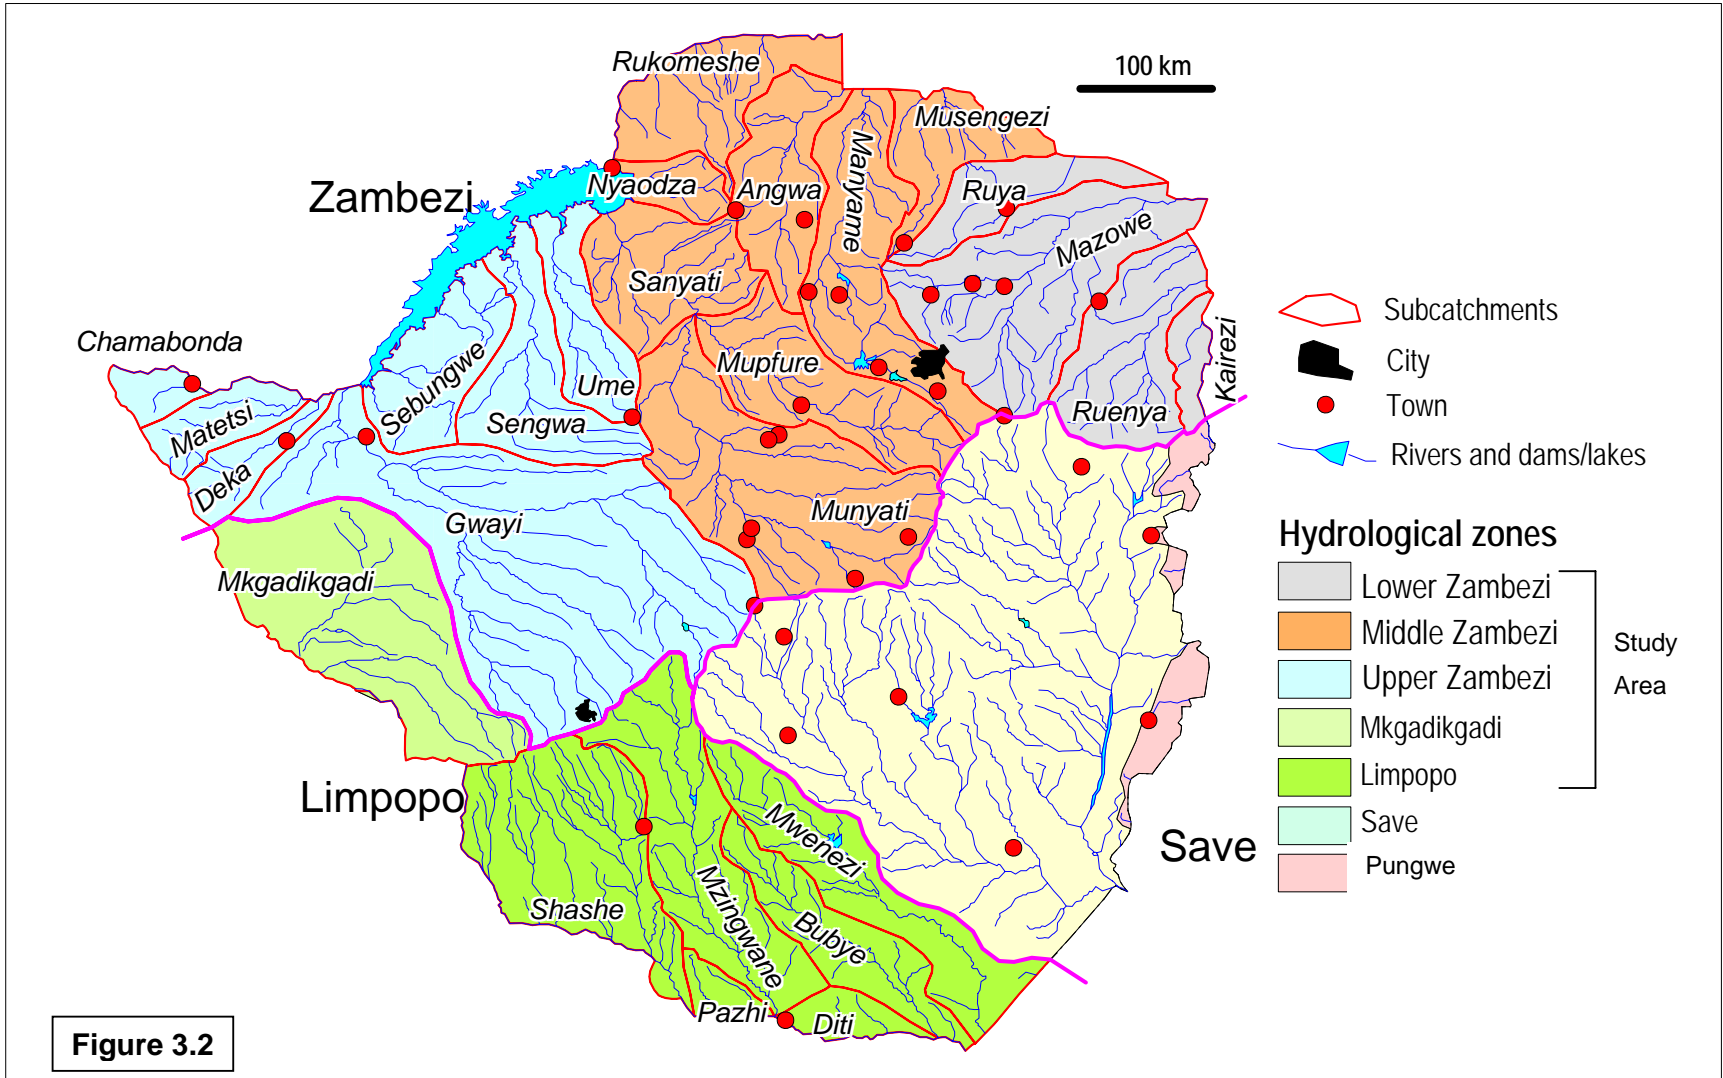 Rukomeshe
100 km
Musengezi
Manyame
Zambezi
Nyaodza
Angwa
Ruya
Mazowe
Sanyati
Subcatchments
Chamabonda
Kairezi
City
Mupfure
Sebungwe
Ume
Town
Matetsi
Sengwa
Ruenya
Rivers and dams/lakes
Deka
Gwayi
Munyati
Hydrological zones
Mkgadikgadi
Lower Zambezi
Middle Zambezi
Study
Upper Zambezi
Area
Mkgadikgadi
Limpopo
Limpopo
Save
Mwenezi
Save
Pungwe
Shashe
Mzingwane
Bubye
Pazhi
Diti
Figure 3.2